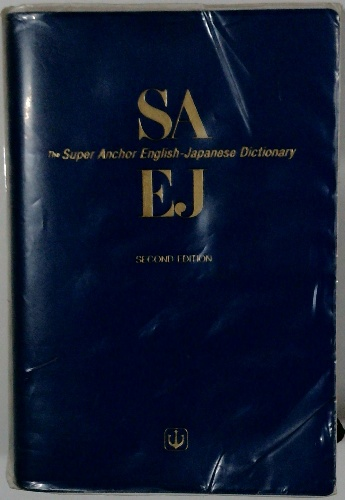 SA
The Super Anchor English-Japanese Dictionary
EJ
SECOND EDITION